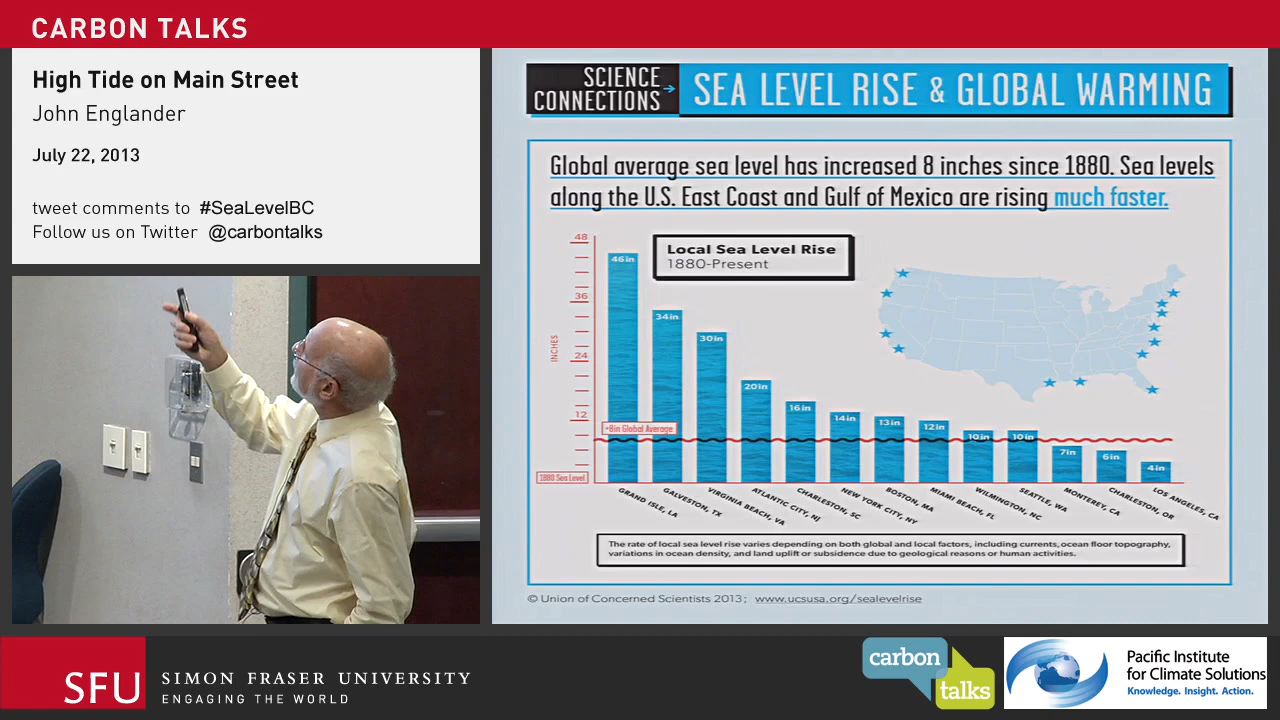 CARBON TALKS
High Tide on Main Street
John Englander
July 22, 2013
tweet comments to #SeaLevelBC
Follow us on Twitter @carbontalks
SCIENCE
CONNECTIONS
SEA LEVEL RISE & GLOBAL WARMING
Global average sea level has increased 8 inches since 1880. Sea levels
along the U.S. East Coast and Gulf of Mexico are rising much faster.
Local Sea Level Rise
1880-Present
INCHES
48
36
24
12
~8in Global Average
1880 Sea Level
46in
34in
30in
20in
16in
14in
13in
12in
10in
10in
7in
6in
4in
GRAND ISLE, LA
GALVESTON, TX
VIRGINIA BEACH, VA
ATLANTIC CITY, NJ
CHARLESTON, SC
NEW YORK CITY, NY
BOSTON, MA
MIAMI BEACH, FL
WILMINGTON, NC
SEATTLE, WA
MONTEREY, CA
CHARLESTON, OR
LOS ANGELES, CA
The rate of local sea level rise varies depending on both global and local factors, including currents, ocean floor topography,
variations in ocean density, and land uplift or subsidence due to geological reasons or human activities.
© Union of Concerned Scientists 2013; www.ucsusa.org/sealevelrise
SFU
SIMON FRASER UNIVERSITY
ENGAGING THE WORLD
carbon
talks
Pacific Institute
for Climate Solutions
Knowledge. Insight. Action.